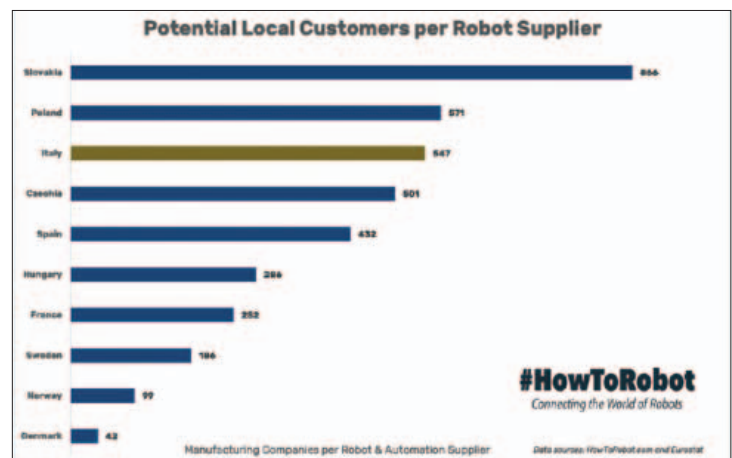 Potential Local Customers per Robot Supplier
Slovakia 866
Poland 571
Italy 547
Czechia 501
Spain 432
Hungary 286
France 252
Sweden 186
Norway 99
Denmark 43
#HowToRobot
Connecting the World of Robots
Manufacturing Companies per Robot & Automation Supplier
Data sources: HowToRobot.com and Eurostat